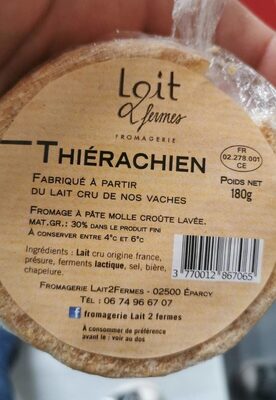 Lait
2 fermes
FROMAGERIE
THIÉRACHIEN
FR
02.278.001
CE
FABRIQUÉ À PARTIR
DU LAIT CRU DE NOS VACHES
POIDS NET
180g
FROMAGE À PÂTE MOLLE CROÛTE LAVÉE.
MAT.GR.: 30% DANS LE PRODUIT FINI
À CONSERVER ENTRE 4°C ET 6°C
Ingrédients : Lait cru origine france,
présure, ferments lactique, sel, bière,
chapelure.
3 770012 867065
FROMAGERIE LAIT2FERMES - 02500 ÉPARCY
TÉL : 06 74 96 67 07
f fromagerie Lait 2 fermes
À consommer de préférence
avant le : voir au dos